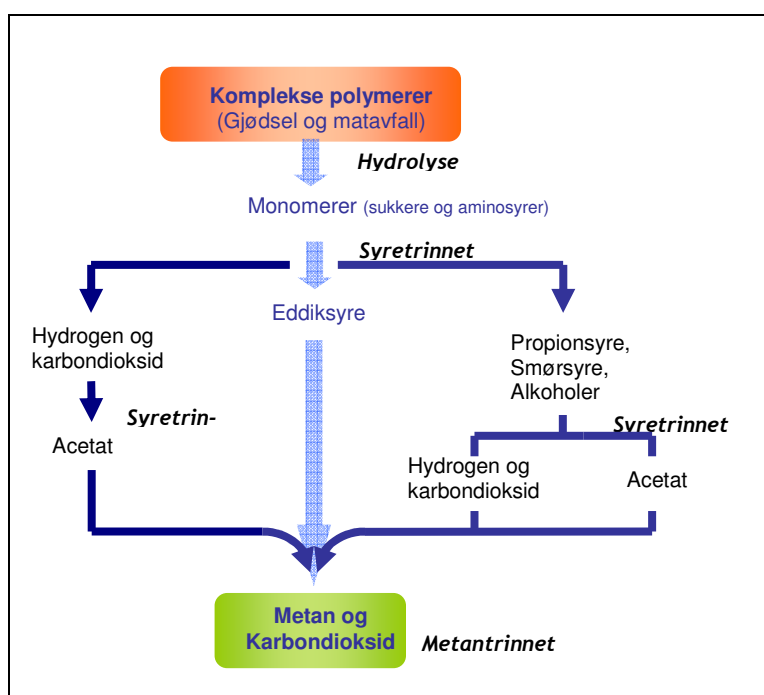 Komplekse polymerer
(Gjødsel og matavfall)
Hydrolyse
Monomerer (sukkere og aminosyrer)
Syretrinnet
Eddiksyre
Hydrogen og
karbondioksid
Propionsyre,
Smørsyre,
Alkoholer
Syretrin-
Syretrinnet
Acetat
Hydrogen og
karbondioksid
Acetat
Metan og
Karbondioksid
Metantrinnet